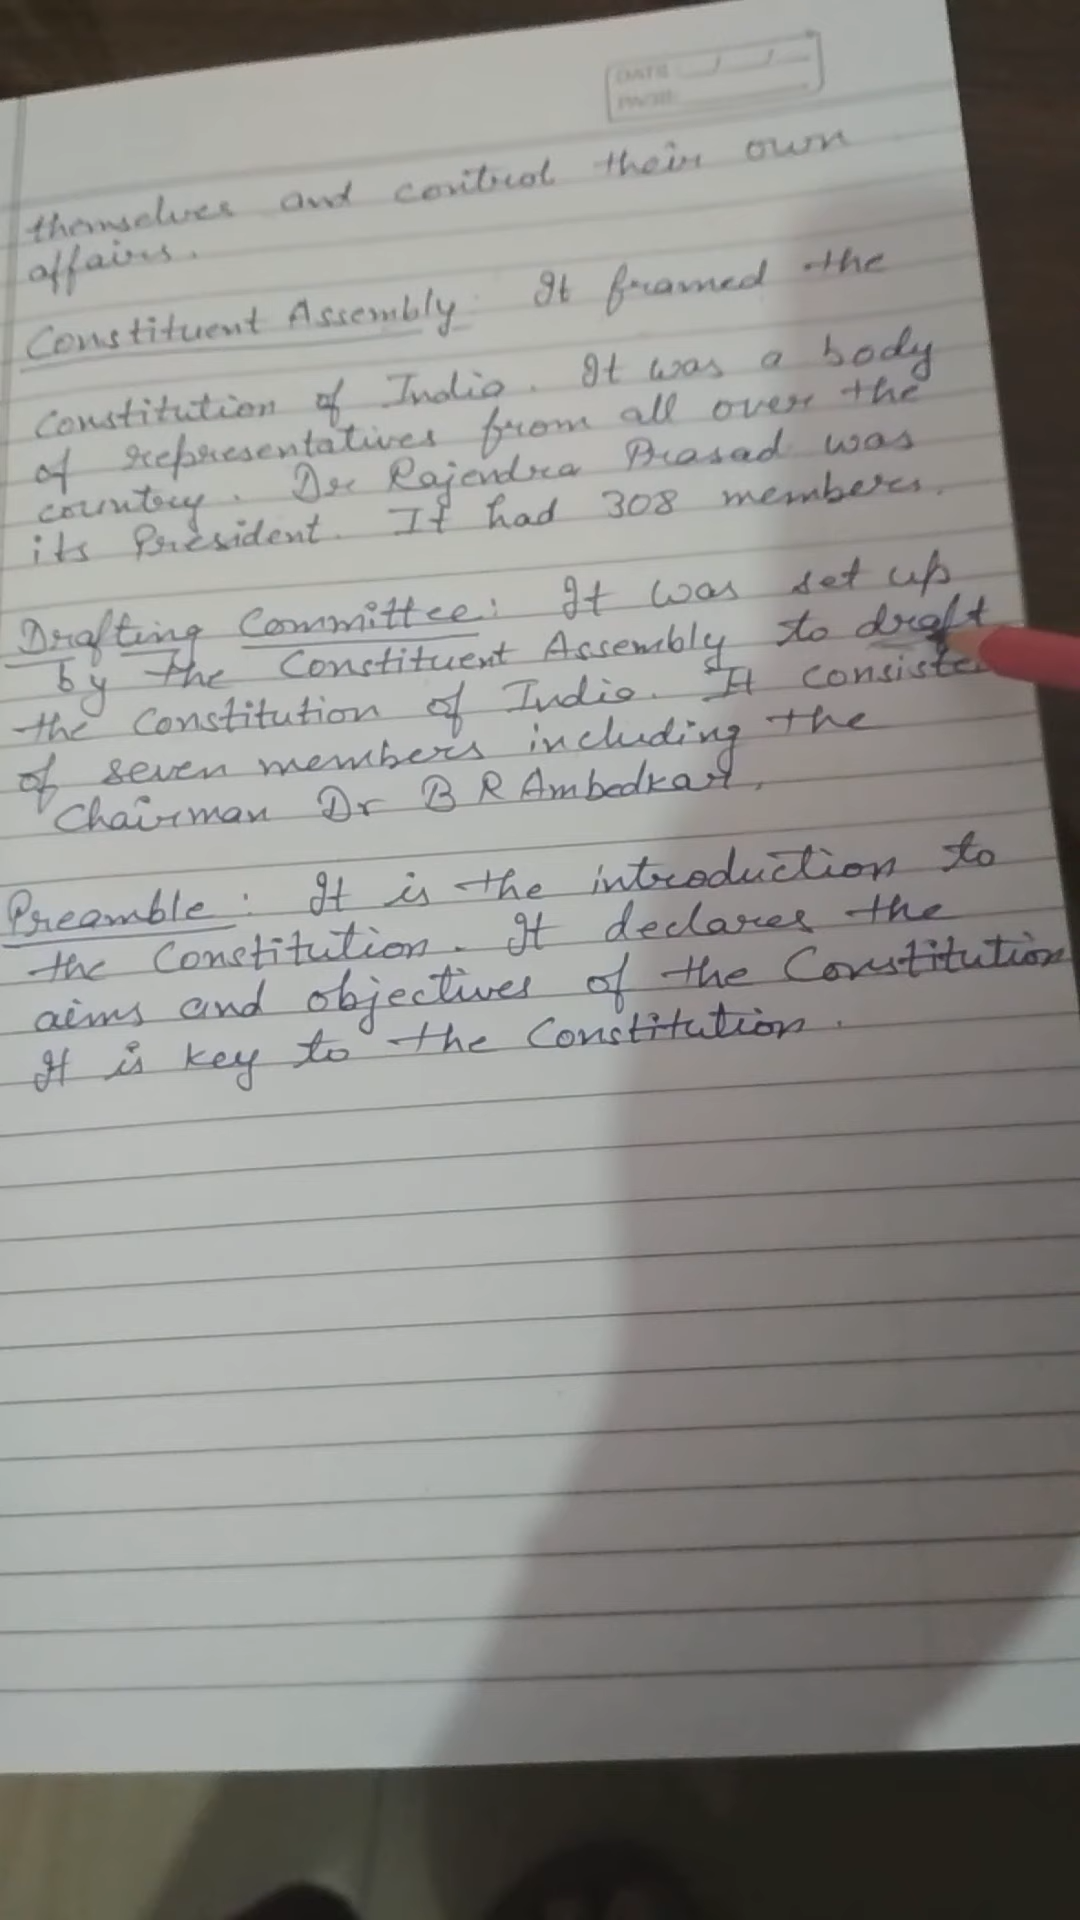 DATE / /
PAGE
themselves and control their own
affairs.
Constituent Assembly It framed the
Constitution of India. It was a body
of representatives from all over the
country. Dr Rajendra Prasad was
its President. It had 308 members.
Drafting Committee: It was set up
by the Constituent Assembly to draft
the Constitution of India. It consiste
of seven members including the
Chairman Dr B R Ambedkar.
Preamble: It is the introduction to
the Constitution. It declares the
aims and objectives of the Constitution
It is key to the Constitution.